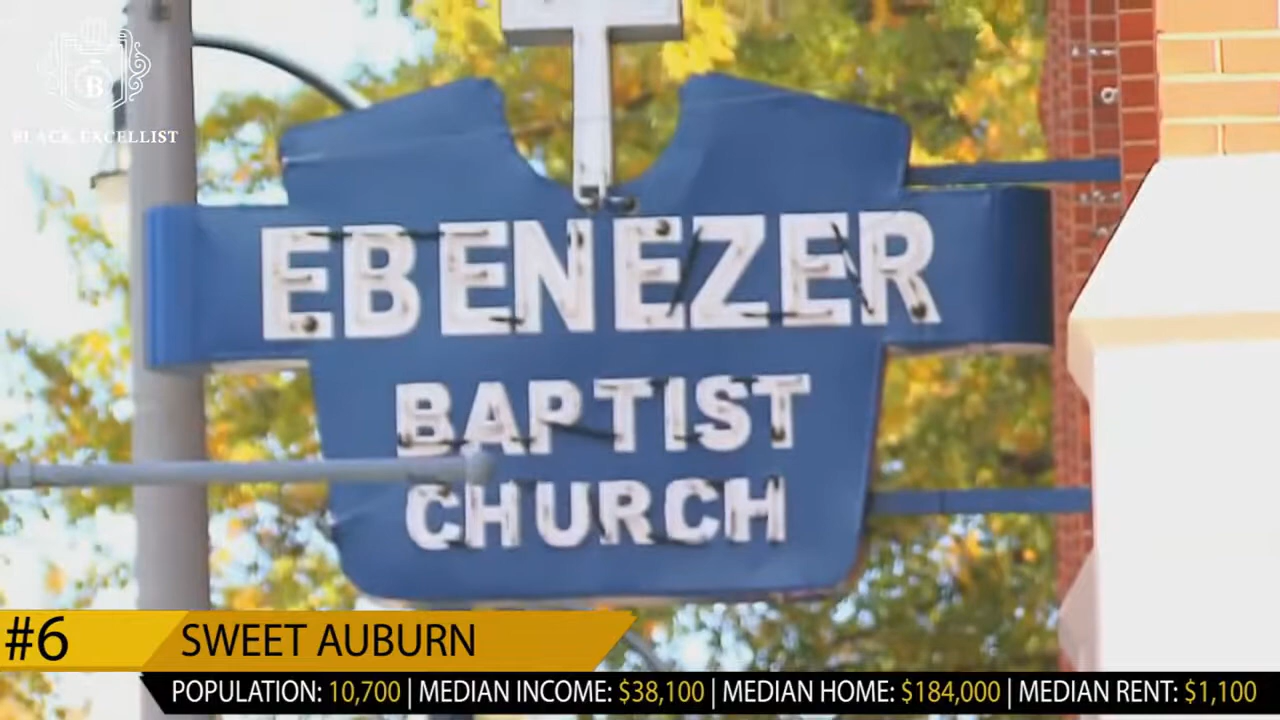 B
BLACK EXCELLIST
EBENEZER
BAPTIST
CHURCH
#6 SWEET AUBURN
POPULATION: 10,700 | MEDIAN INCOME: $38,100 | MEDIAN HOME: $184,000 | MEDIAN RENT: $1,100